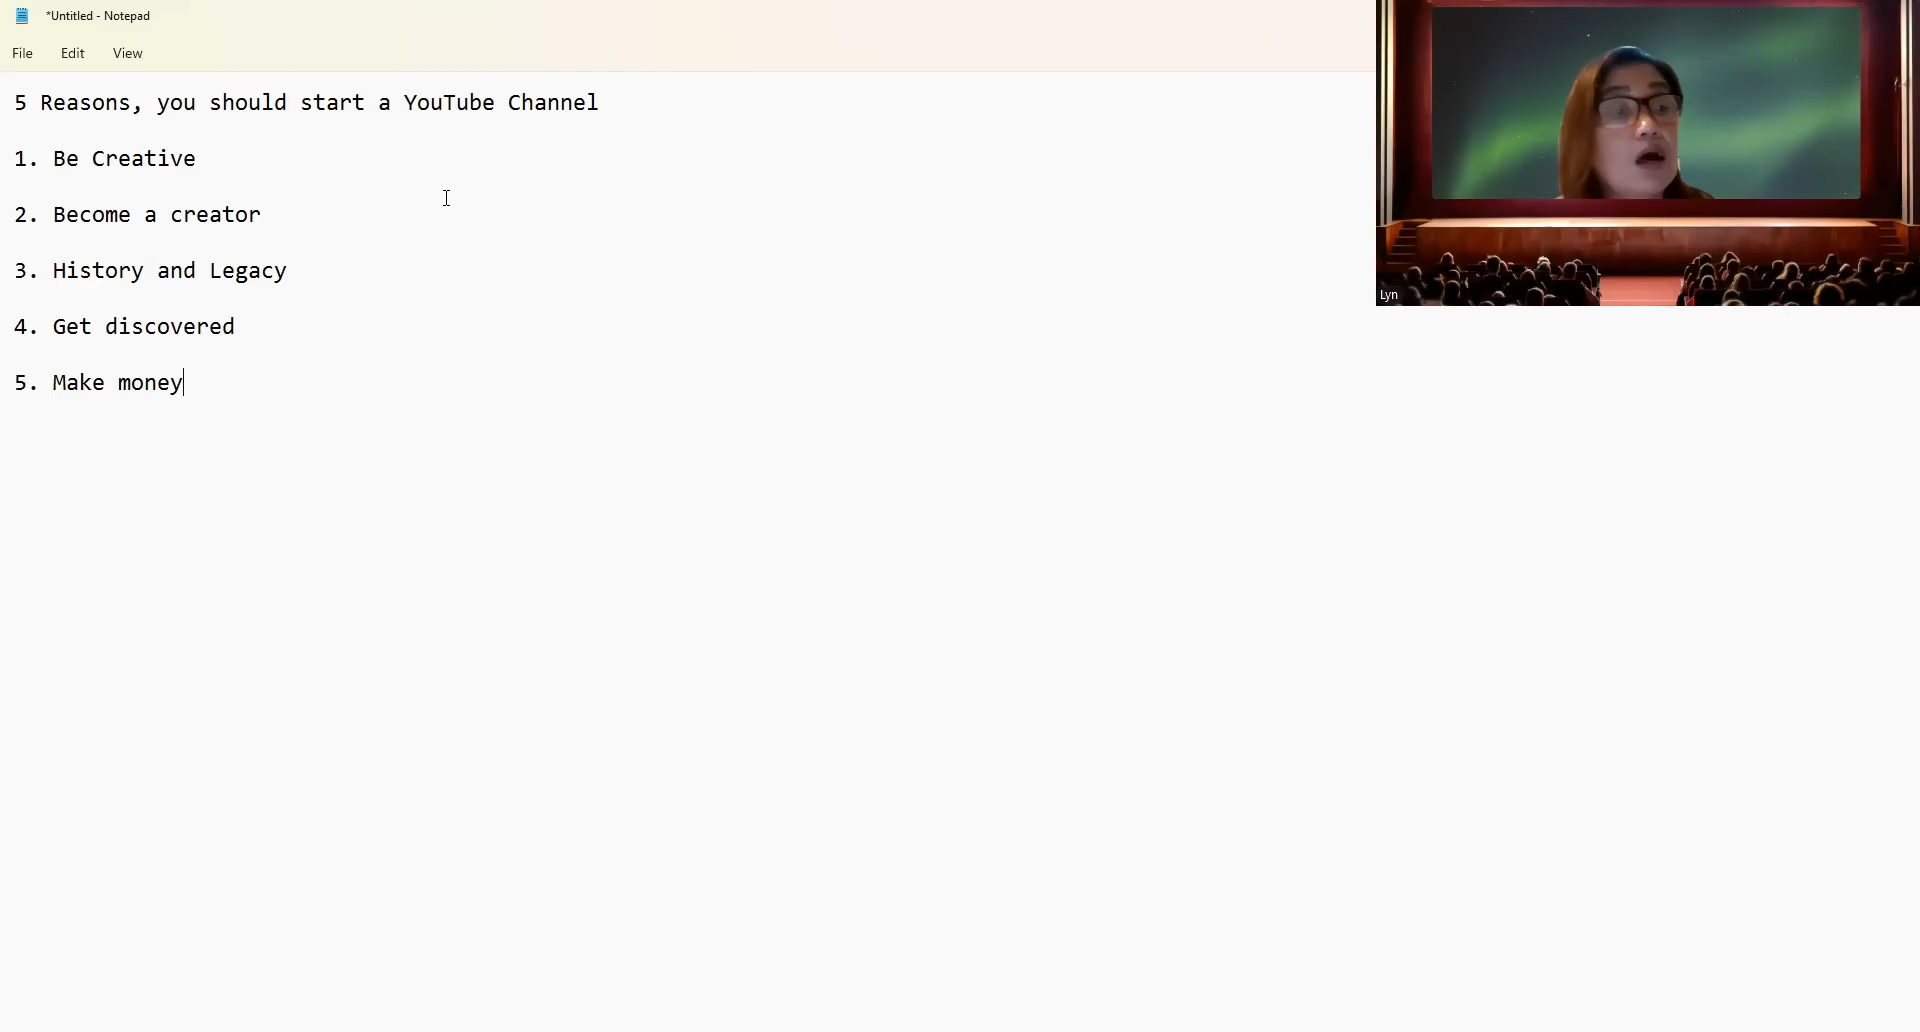 *Untitled - Notepad
File Edit View
5 Reasons, you should start a YouTube Channel
1. Be Creative
2. Become a creator
3. History and Legacy
4. Get discovered
5. Make money
Lyn